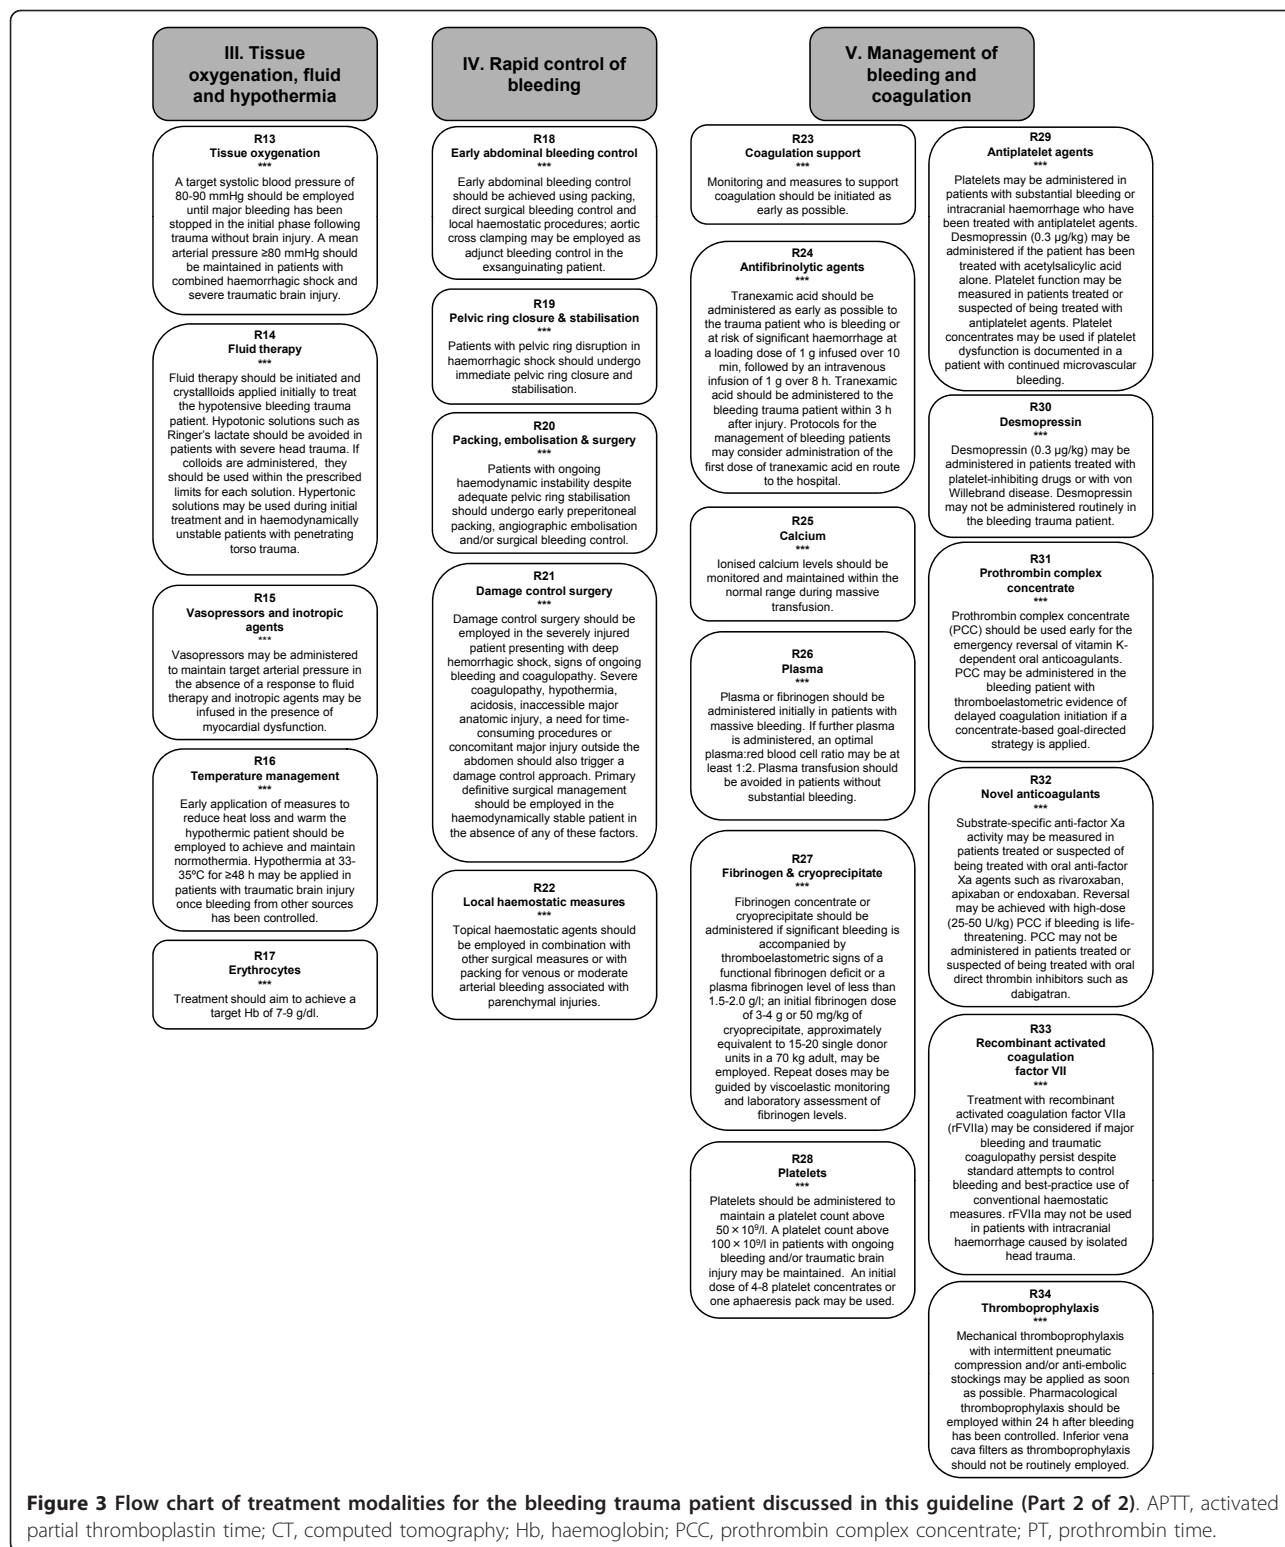 III. Tissue
oxygenation, fluid
and hypothermia
R13
Tissue oxygenation
***
A target systolic blood pressure of
80-90 mmHg should be employed
until major bleeding has been
stopped in the initial phase following
trauma without brain injury. A mean
arterial pressure ≥80 mmHg should
be maintained in patients with
combined haemorrhagic shock and
severe traumatic brain injury.
R14
Fluid therapy
***
Fluid therapy should be initiated and
crystallloids applied initially to treat
the hypotensive bleeding trauma
patient. Hypotonic solutions such as
Ringer's lactate should be avoided in
patients with severe head trauma. If
colloids are administered, they
should be used within the prescribed
limits for each solution. Hypertonic
solutions may be used during initial
treatment and in haemodynamically
unstable patients with penetrating
torso trauma.
R15
Vasopressors and inotropic
agents
***
Vasopressors may be administered
to maintain target arterial pressure in
the absence of a response to fluid
therapy and inotropic agents may be
infused in the presence of
myocardial dysfunction.
R16
Temperature management
***
Early application of measures to
reduce heat loss and warm the
hypothermic patient should be
employed to achieve and maintain
normothermia. Hypothermia at 33-
35ºC for ≥48 h may be applied in
patients with traumatic brain injury
once bleeding from other sources
has been controlled.
R17
Erythrocytes
***
Treatment should aim to achieve a
target Hb of 7-9 g/dl.
IV. Rapid control of
bleeding
R18
Early abdominal bleeding control
***
Early abdominal bleeding control
should be achieved using packing,
direct surgical bleeding control and
local haemostatic procedures; aortic
cross clamping may be employed as
adjunct bleeding control in the
exsanguinating patient.
R19
Pelvic ring closure & stabilisation
***
Patients with pelvic ring disruption in
haemorrhagic shock should undergo
immediate pelvic ring closure and
stabilisation.
R20
Packing, embolisation & surgery
***
Patients with ongoing
haemodynamic instability despite
adequate pelvic ring stabilisation
should undergo early preperitoneal
packing, angiographic embolisation
and/or surgical bleeding control.
R21
Damage control surgery
***
Damage control surgery should be
employed in the severely injured
patient presenting with deep
hemorrhagic shock, signs of ongoing
bleeding and coagulopathy. Severe
coagulopathy, hypothermia,
acidosis, inaccessible major
anatomic injury, a need for time-
consuming procedures or
concomitant major injury outside the
abdomen should also trigger a
damage control approach. Primary
definitive surgical management
should be employed in the
haemodynamically stable patient in
the absence of any of these factors.
R22
Local haemostatic measures
***
Topical haemostatic agents should
be employed in combination with
other surgical measures or with
packing for venous or moderate
arterial bleeding associated with
parenchymal injuries.
V. Management of
bleeding and
coagulation
R23
Coagulation support
***
Monitoring and measures to support
coagulation should be initiated as
early as possible.
R24
Antifibrinolytic agents
***
Tranexamic acid should be
administered as early as possible to
the trauma patient who is bleeding or
at risk of significant haemorrhage at
a loading dose of 1 g infused over 10
min, followed by an intravenous
infusion of 1 g over 8 h. Tranexamic
acid should be administered to the
bleeding trauma patient within 3 h
after injury. Protocols for the
management of bleeding patients
may consider administration of the
first dose of tranexamic acid en route
to the hospital.
R25
Calcium
***
Ionised calcium levels should be
monitored and maintained within the
normal range during massive
transfusion.
R26
Plasma
***
Plasma or fibrinogen should be
administered initially in patients with
massive bleeding. If further plasma
is administered, an optimal
plasma:red blood cell ratio may be at
least 1:2. Plasma transfusion should
be avoided in patients without
substantial bleeding.
R27
Fibrinogen & cryoprecipitate
***
Fibrinogen concentrate or
cryoprecipitate should be
administered if significant bleeding is
accompanied by
thromboelastometric signs of a
functional fibrinogen deficit or a
plasma fibrinogen level of less than
1.5-2.0 g/l; an initial fibrinogen dose
of 3-4 g or 50 mg/kg of
cryoprecipitate, approximately
equivalent to 15-20 single donor
units in a 70 kg adult, may be
employed. Repeat doses may be
guided by viscoelastic monitoring
and laboratory assessment of
fibrinogen levels.
R28
Platelets
***
Platelets should be administered to
maintain a platelet count above
50 × 10⁹/l. A platelet count above
100 × 10⁹/l in patients with ongoing
bleeding and/or traumatic brain
injury may be maintained. An initial
dose of 4-8 platelet concentrates or
one aphaeresis pack may be used.
R29
Antiplatelet agents
***
Platelets may be administered in
patients with substantial bleeding or
intracranial haemorrhage who have
been treated with antiplatelet agents.
Desmopressin (0.3 µg/kg) may be
administered if the patient has been
treated with acetylsalicylic acid
alone. Platelet function may be
measured in patients treated or
suspected of being treated with
antiplatelet agents. Platelet
concentrates may be used if platelet
dysfunction is documented in a
patient with continued microvascular
bleeding.
R30
Desmopressin
***
Desmopressin (0.3 µg/kg) may be
administered in patients treated with
platelet-inhibiting drugs or with von
Willebrand disease. Desmopressin
may not be administered routinely in
the bleeding trauma patient.
R31
Prothrombin complex
concentrate
***
Prothrombin complex concentrate
(PCC) should be used early for the
emergency reversal of vitamin K-
dependent oral anticoagulants.
PCC may be administered in the
bleeding patient with
thromboelastometric evidence of
delayed coagulation initiation if a
concentrate-based goal-directed
strategy is applied.
R32
Novel anticoagulants
***
Substrate-specific anti-factor Xa
activity may be measured in
patients treated or suspected of
being treated with oral anti-factor
Xa agents such as rivaroxaban,
apixaban or endoxaban. Reversal
may be achieved with high-dose
(25-50 U/kg) PCC if bleeding is life-
threatening. PCC may not be
administered in patients treated or
suspected of being treated with oral
direct thrombin inhibitors such as
dabigatran.
R33
Recombinant activated
coagulation
factor VII
***
Treatment with recombinant
activated coagulation factor VIIa
(rFVIIa) may be considered if major
bleeding and traumatic
coagulopathy persist despite
standard attempts to control
bleeding and best-practice use of
conventional haemostatic
measures. rFVIIa may not be used
in patients with intracranial
haemorrhage caused by isolated
head trauma.
R34
Thromboprophylaxis
***
Mechanical thromboprophylaxis
with intermittent pneumatic
compression and/or anti-embolic
stockings may be applied as soon
as possible. Pharmacological
thromboprophylaxis should be
employed within 24 h after bleeding
has been controlled. Inferior vena
cava filters as thromboprophylaxis
should not be routinely employed.
Figure 3 Flow chart of treatment modalities for the bleeding trauma patient discussed in this guideline (Part 2 of 2). APTT, activated
partial thromboplastin time; CT, computed tomography; Hb, haemoglobin; PCC, prothrombin complex concentrate; PT, prothrombin time.